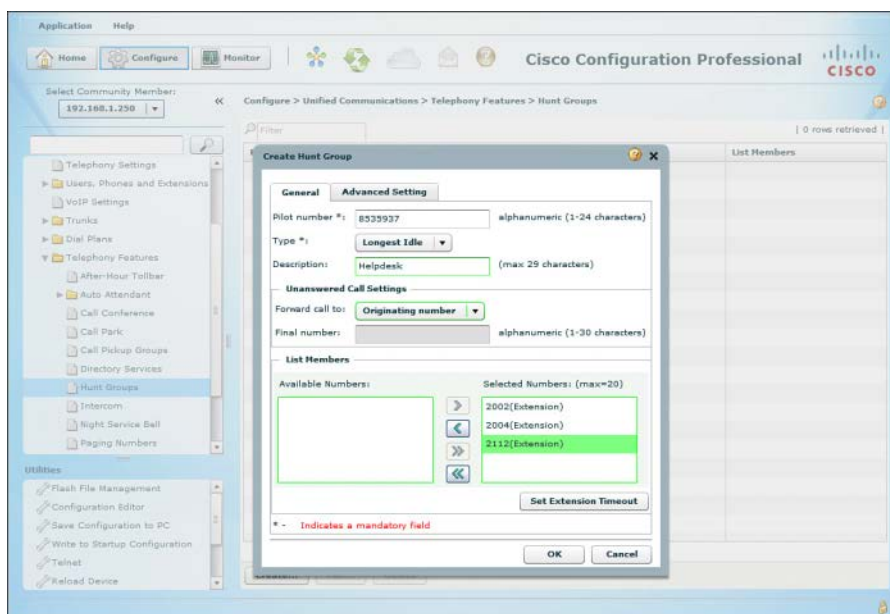 Application Help
Home Configure Monitor Cisco Configuration Professional CISCO
Select Community Member:
192.168.1.250
Configure > Unified Communications > Telephony Features > Hunt Groups
Filter
0 rows retrieved
List Members
Telephony Settings
Users, Phones and Extensions
VoIP Settings
Trunks
Dial Plans
Telephony Features
After-Hour Tollbar
Auto Attendant
Call Conference
Call Park
Call Pickup Groups
Directory Services
Hunt Groups
Intercom
Night Service Bell
Paging Numbers
Utilities
Flash File Management
Configuration Editor
Save Configuration to PC
Write to Startup Configuration
Telnet
Reload Device
Create Hunt Group
General Advanced Setting
Pilot number *: 8535937 alphanumeric (1-24 characters)
Type *: Longest Idle
Description: Helpdesk (max 29 characters)
Unanswered Call Settings
Forward call to: Originating number
Final number: alphanumeric (1-30 characters)
List Members
Available Numbers: Selected Numbers: (max=20)
2002(Extension)
2004(Extension)
2112(Extension)
Set Extension Timeout
* - Indicates a mandatory field
OK Cancel